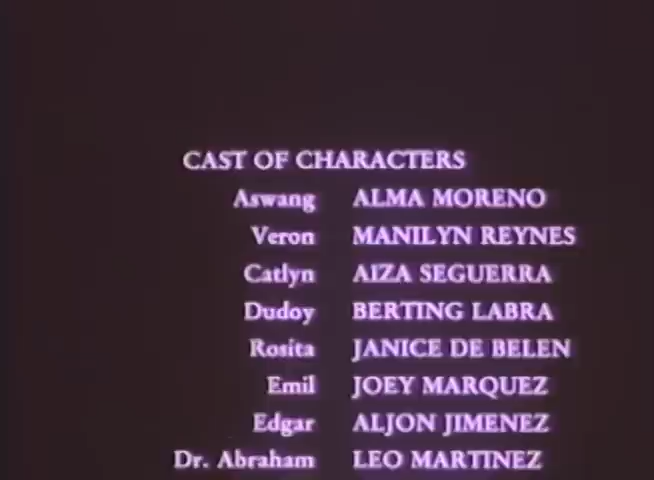 CAST OF CHARACTERS
Aswang ALMA MORENO
Veron MANILYN REYNES
Catlyn AIZA SEGUERRA
Dudoy BERTING LABRA
Rosita JANICE DE BELEN
Emil JOEY MARQUEZ
Edgar ALJON JIMENEZ
Dr. Abraham LEO MARTINEZ